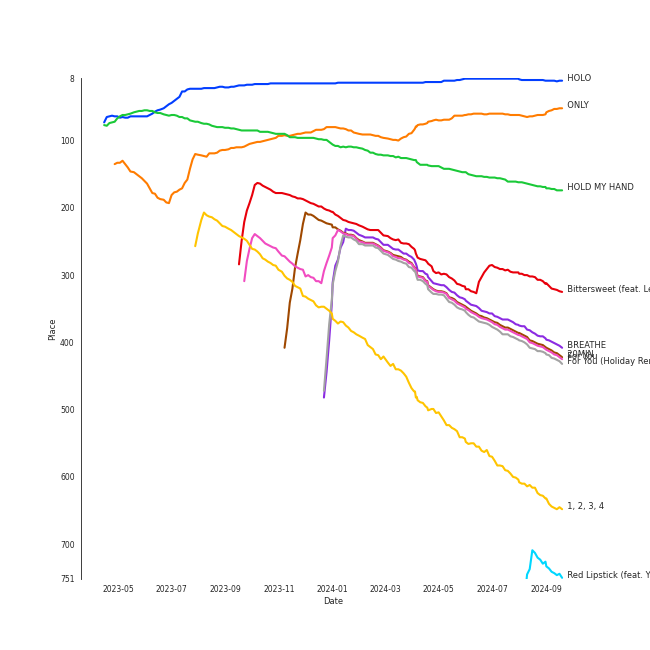 8
100
200
300
400
500
600
700
751
Place
2023-05
2023-07
2023-09
2023-11
2024-01
2024-03
2024-05
2024-07
2024-09
Date
HOLO
ONLY
HOLD MY HAND
Bittersweet (feat. Le
BREATHE
For You (Holiday Re
1, 2, 3, 4
Red Lipstick (feat. Y